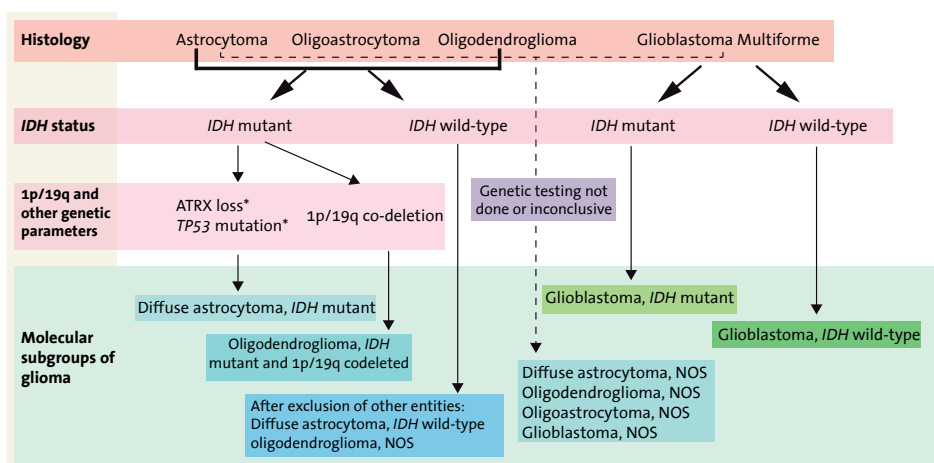 Histology
Astrocytoma
Oligoastrocytoma
Oligodendroglioma
Glioblastoma Multiforme
IDH status
IDH mutant
IDH wild-type
IDH mutant
IDH wild-type
1p/19q and
other genetic
parameters
ATRX loss*
TP53 mutation*
1p/19q co-deletion
Genetic testing not
done or inconclusive
Molecular
subgroups of
glioma
Diffuse astrocytoma, IDH mutant
Oligodendroglioma, IDH
mutant and 1p/19q codeleted
After exclusion of other entities:
Diffuse astrocytoma, IDH wild-type
oligodendroglioma, NOS
Diffuse astrocytoma, NOS
Oligodendroglioma, NOS
Oligoastrocytoma, NOS
Glioblastoma, NOS
Glioblastoma, IDH mutant
Glioblastoma, IDH wild-type